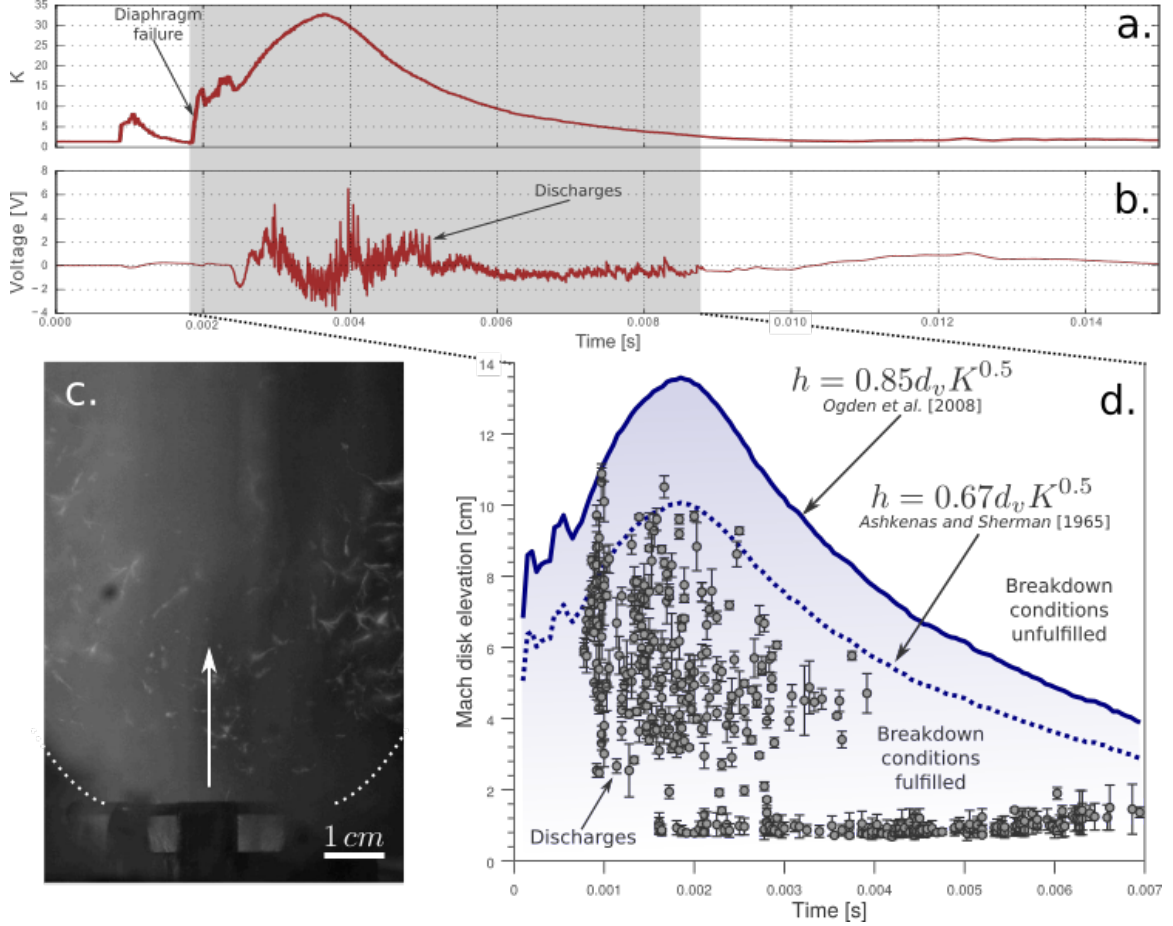 a.
35
30
25
20
15
10
5
0
K
Diaphragm
failure
b.
8
6
4
2
0
−2
−4
Voltage [V]
Discharges
0.000
0.002
0.004
0.006
0.008
0.010
0.012
0.014
Time [s]
c.
1 cm
d.
14
12
10
8
6
4
2
0
Mach disk elevation [cm]
h = 0.85d_v K^0.5
Ogden et al. [2008]
h = 0.67d_v K^0.5
Ashkenas and Sherman [1965]
Breakdown
conditions
unfulfilled
Breakdown
conditions
fulfilled
Discharges
0
0.001
0.002
0.003
0.004
0.005
0.006
0.007
Time [s]